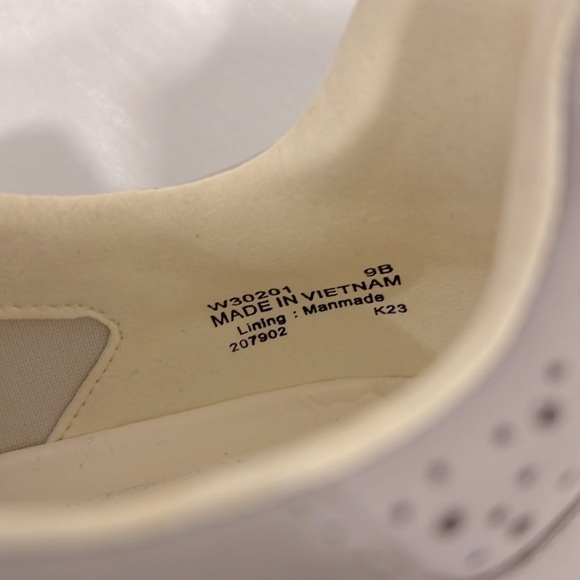 W30201 9B
MADE IN VIETNAM
Lining : Manmade
207902 K23